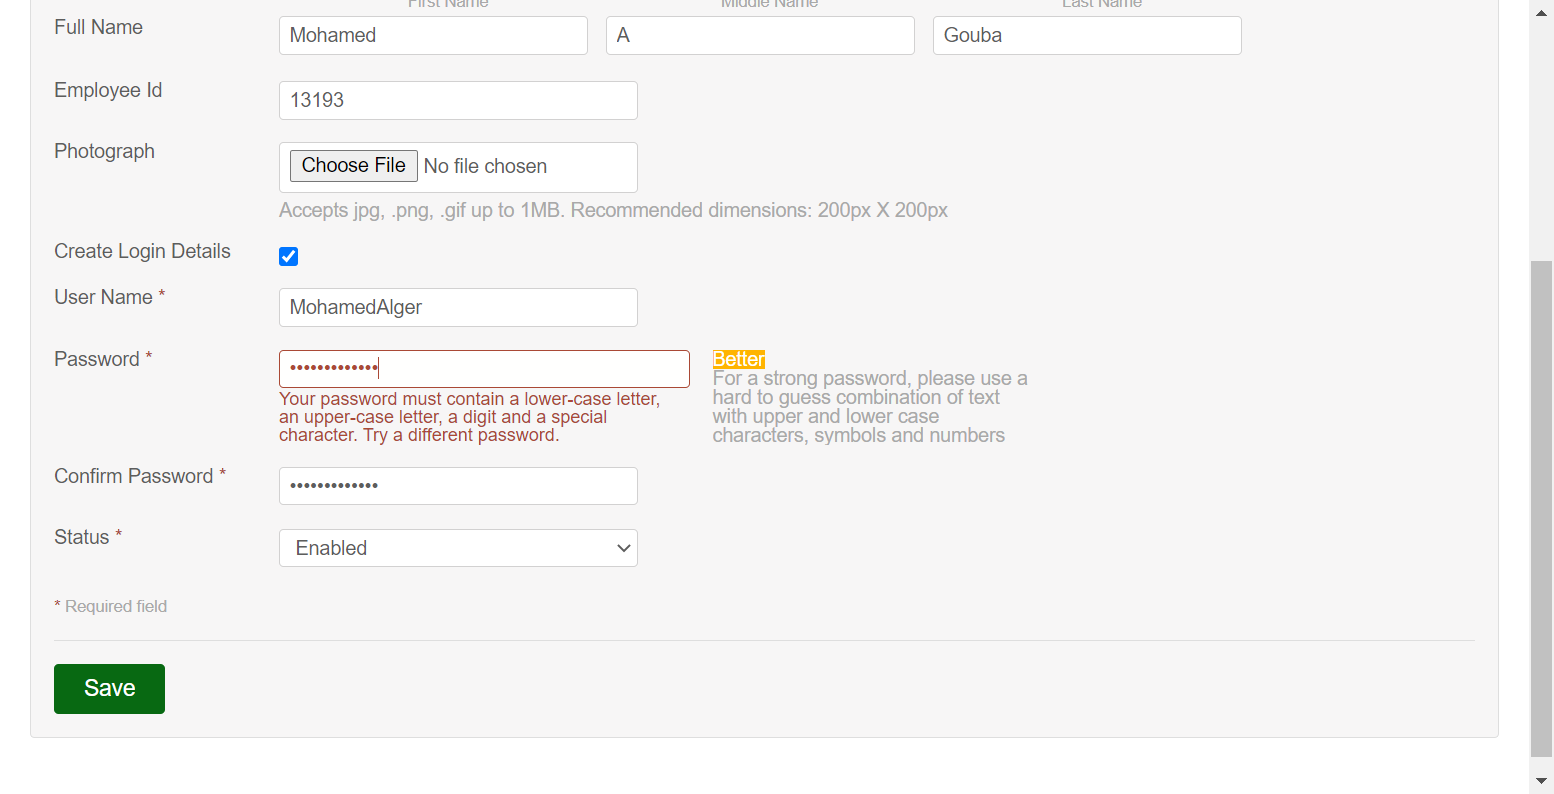 First Name Middle Name Last Name
Full Name Mohamed A Gouba
Employee Id 13193
Photograph Choose File No file chosen
Accepts jpg, .png, .gif up to 1MB. Recommended dimensions: 200px X 200px
Create Login Details
User Name * MohamedAlger
Password * •••••••••••••
Your password must contain a lower-case letter,
an upper-case letter, a digit and a special
character. Try a different password.
Better
For a strong password, please use a
hard to guess combination of text
with upper and lower case
characters, symbols and numbers
Confirm Password * •••••••••••••
Status * Enabled
* Required field
Save